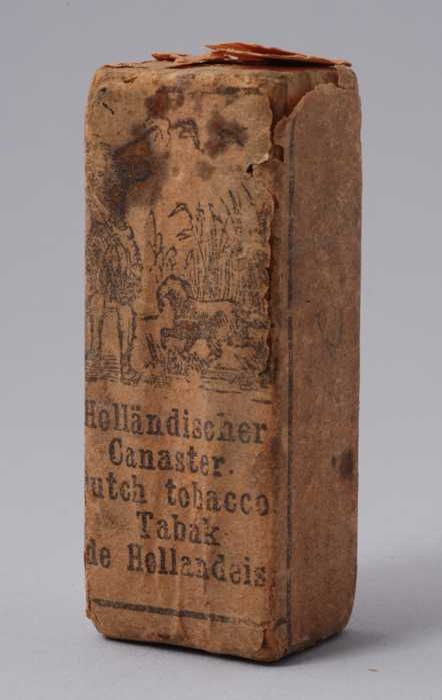 Holländischer
Canaster.
utch tobacco
Tabak
de Hollandeis